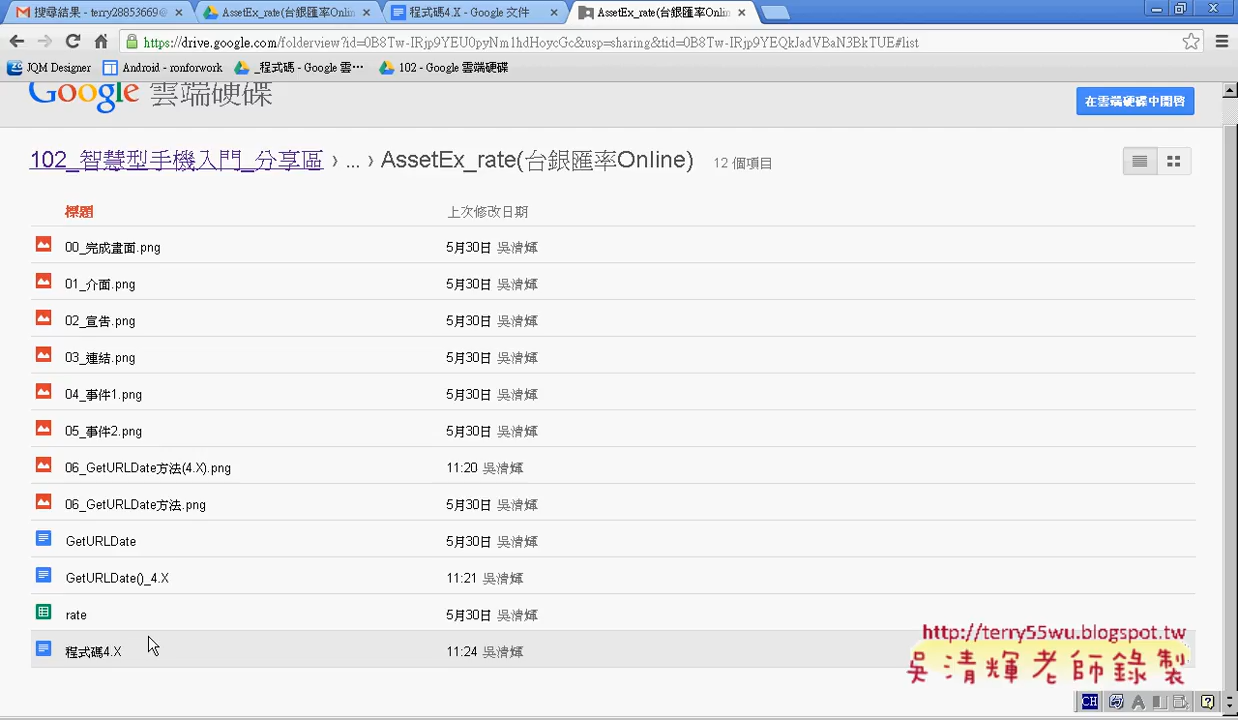 搜尋結果 - terry28853669@
AssetEx_rate(台銀匯率Onlin
程式碼4.X - Google 文件
AssetEx_rate(台銀匯率Onlin
https://drive.google.com/folderview?id=0B8Tw-IRjp9YEU0pyNm1hdHoycGc&usp=sharing&tid=0B8Tw-IRjp9YEQkJadVBaN3BkTUE#list
JQM Designer
Android - ronforwork
_程式碼 - Google 雲…
102 - Google 雲端硬碟
Google 雲端硬碟
在雲端硬碟中開啓
102_智慧型手機入門_分享區 › ... › AssetEx_rate(台銀匯率Online) 12 個項目
標題 上次修改日期
00_完成畫面.png 5月30日 吳清輝
01_介面.png 5月30日 吳清輝
02_宣告.png 5月30日 吳清輝
03_連結.png 5月30日 吳清輝
04_事件1.png 5月30日 吳清輝
05_事件2.png 5月30日 吳清輝
06_GetURLDate方法(4.X).png 11:20 吳清輝
06_GetURLDate方法.png 5月30日 吳清輝
GetURLDate 5月30日 吳清輝
GetURLDate()_4.X 11:21 吳清輝
rate 5月30日 吳清輝
程式碼4.X 11:24 吳清輝
http://terry55wu.blogspot.tw
吳清輝老師錄製
CH